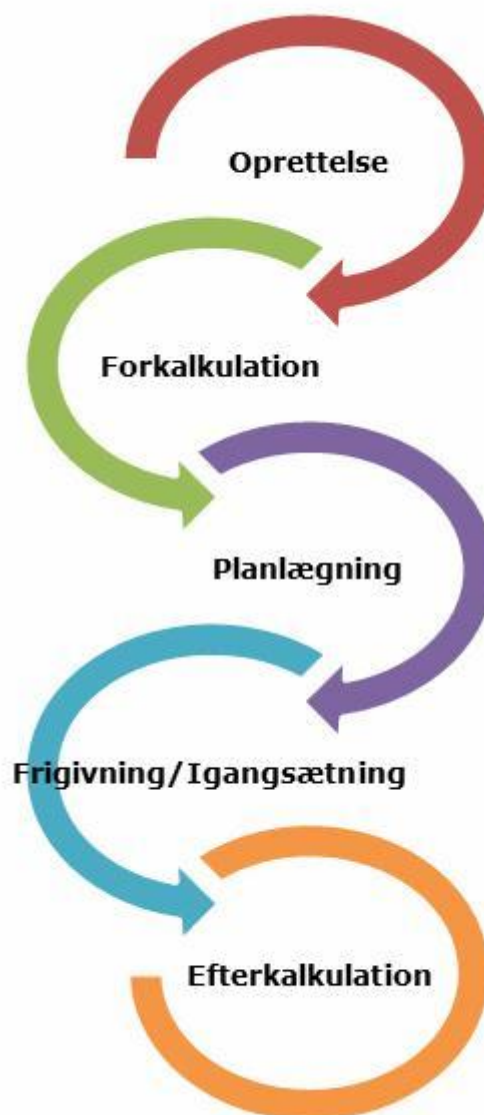 Oprettelse
Forkalkulation
Planlægning
Frigivning/Igangsætning
Efterkalkulation